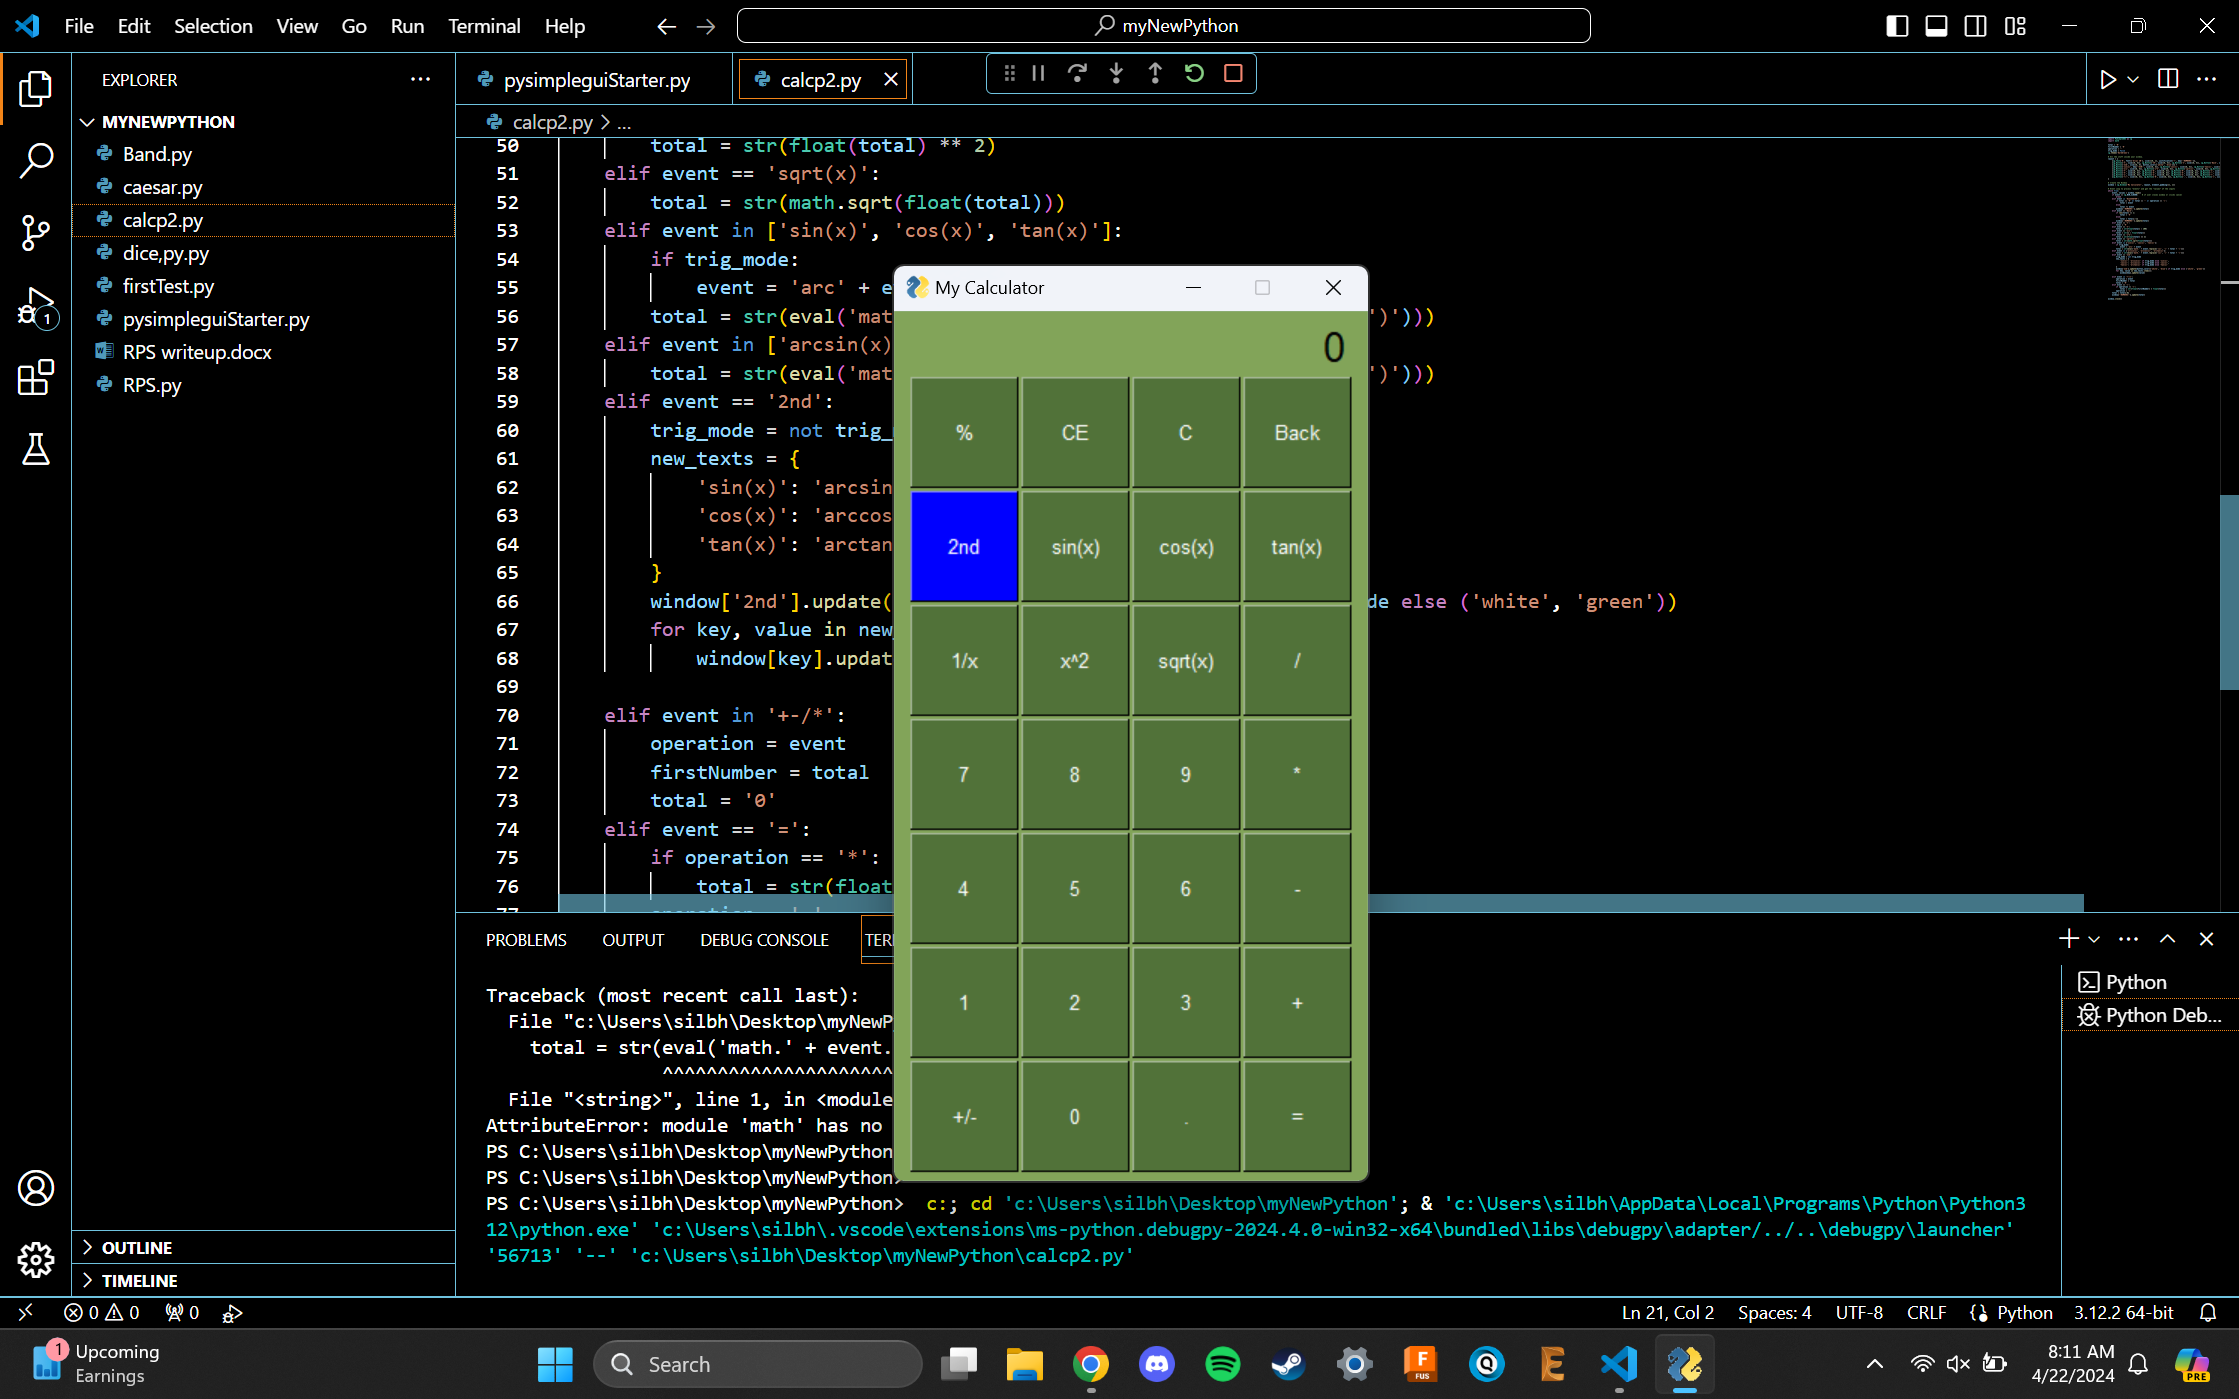 File Edit Selection View Go Run Terminal Help
myNewPython
EXPLORER
MYNEWPYTHON
Band.py
caesar.py
calcp2.py
dice,py.py
firstTest.py
pysimpleguiStarter.py
RPS writeup.docx
RPS.py
OUTLINE
TIMELINE
1
pysimpleguiStarter.py
calcp2.py
calcp2.py > ...
50 total = str(float(total) ** 2)
51 elif event == 'sqrt(x)':
52 total = str(math.sqrt(float(total)))
53 elif event in ['sin(x)', 'cos(x)', 'tan(x)']:
54 if trig_mode:
55 event = 'arc' + e
56 total = str(eval('mat ')')))
57 elif event in ['arcsin(x)
58 total = str(eval('mat ')')))
59 elif event == '2nd':
60 trig_mode = not trig_
61 new_texts = {
62 'sin(x)': 'arcsin
63 'cos(x)': 'arccos
64 'tan(x)': 'arctan
65 }
66 window['2nd'].update( de else ('white', 'green'))
67 for key, value in new_
68 window[key].updat
69
70 elif event in '+-/*':
71 operation = event
72 firstNumber = total
73 total = '0'
74 elif event == '=':
75 if operation == '*':
76 total = str(float
77
My Calculator
0
% CE C Back
2nd sin(x) cos(x) tan(x)
1/x x^2 sqrt(x) /
7 8 9 *
4 5 6 -
1 2 3 +
+/- 0 . =
PROBLEMS OUTPUT DEBUG CONSOLE TER
Traceback (most recent call last):
File "c:\Users\silbh\Desktop\myNewP
total = str(eval('math.' + event.
^^^^^^^^^^^^^^^^^^^^^
File "<string>", line 1, in <module
AttributeError: module 'math' has no
PS C:\Users\silbh\Desktop\myNewPython
PS C:\Users\silbh\Desktop\myNewPython>
PS C:\Users\silbh\Desktop\myNewPython> c:; cd 'c:\Users\silbh\Desktop\myNewPython'; & 'c:\Users\silbh\AppData\Local\Programs\Python\Python3
12\python.exe' 'c:\Users\silbh\.vscode\extensions\ms-python.debugpy-2024.4.0-win32-x64\bundled\libs\debugpy\adapter/../..\debugpy\launcher'
'56713' '--' 'c:\Users\silbh\Desktop\myNewPython\calcp2.py'
Python
Python Deb...
0 0 0
Ln 21, Col 2 Spaces: 4 UTF-8 CRLF Python 3.12.2 64-bit
1
Upcoming
Earnings
Search
F
FUS
8:11 AM
4/22/2024
PRE